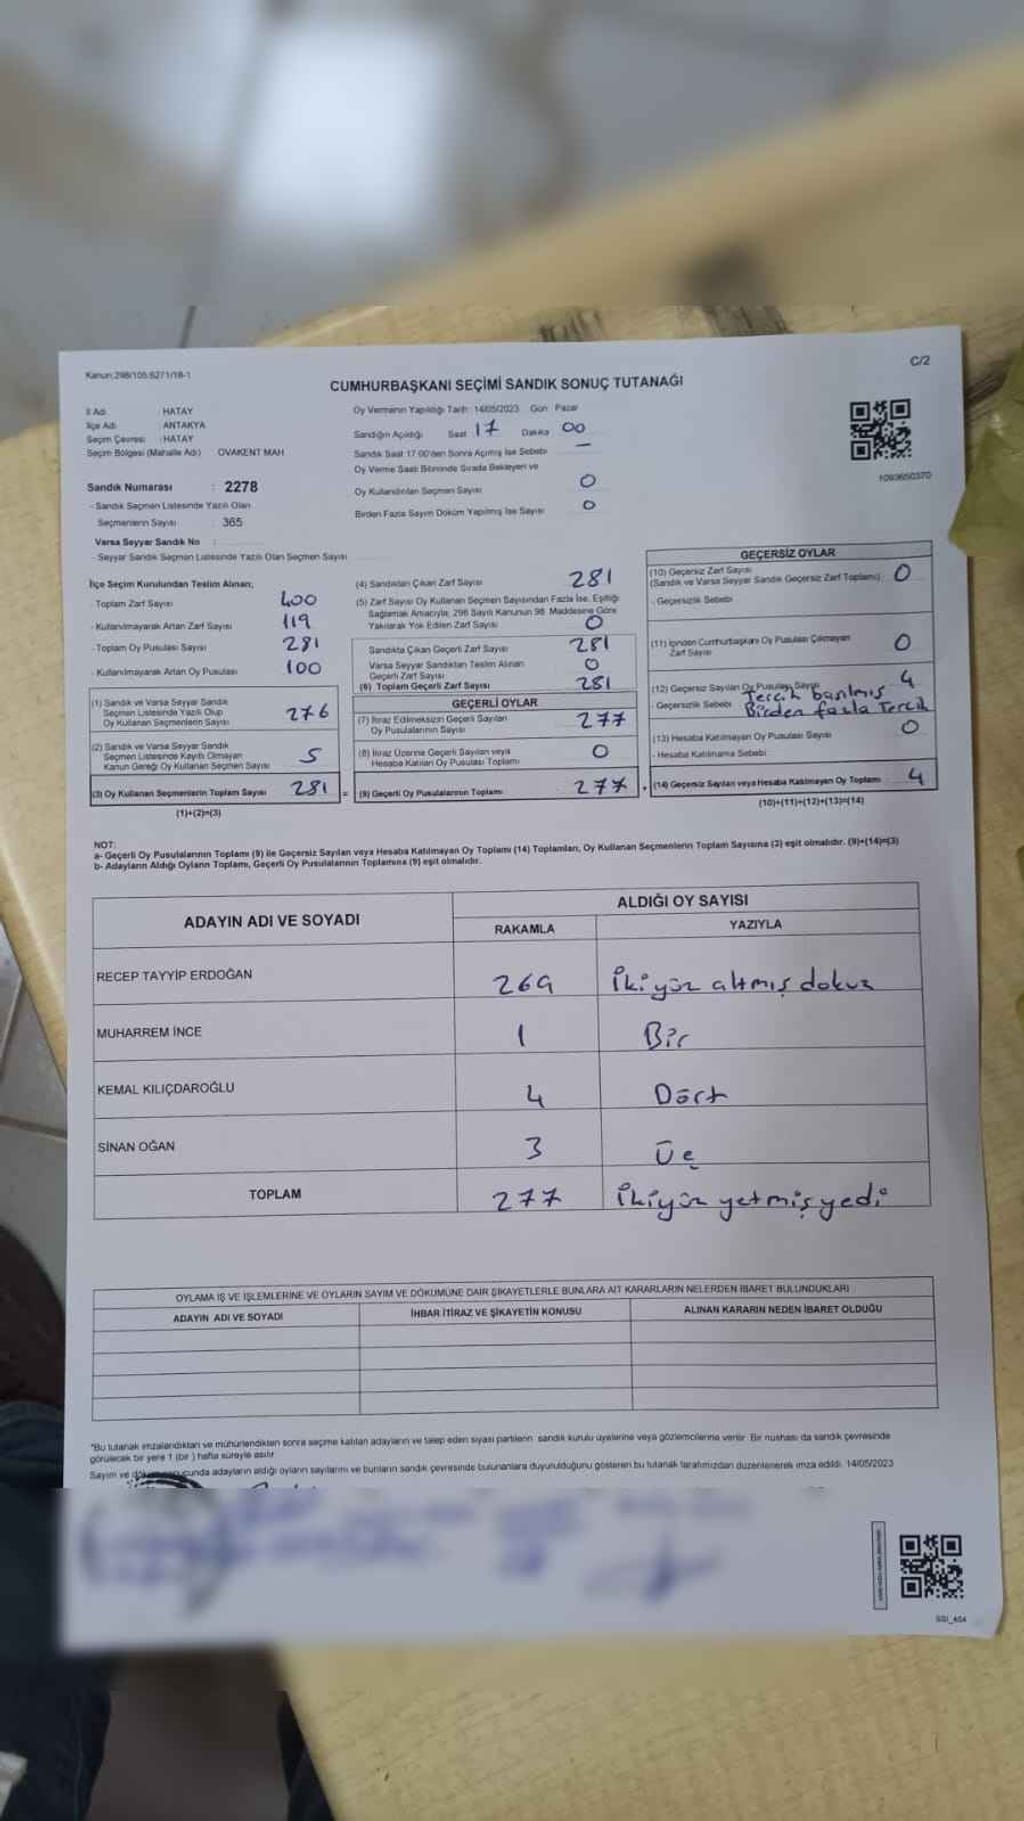 Kanun:298/105:6271/18-1
C/2
CUMHURBAŞKANI SEÇİMİ SANDIK SONUÇ TUTANAĞI
İl Adı : HATAY
İlçe Adı : ANTAKYA
Seçim Çevresi : HATAY
Seçim Bölgesi (Mahalle Adı) OVAKENT MAH
Sandık Numarası : 2278
- Sandık Seçmen Listesinde Yazılı Olan
Seçmenlerin Sayısı : 365
Varsa Seyyar Sandık No :
- Seyyar Sandık Seçmen Listesinde Yazılı Olan Seçmen Sayısı
Oy Vermenin Yapıldığı Tarih: 14/05/2023 Gün: Pazar
Sandığın Açıldığı Saat 17 Dakika 00
Sandık Saat 17:00'den Sonra Açılmış İse Sebebi —
Oy Verme Saati Bitiminde Sırada Bekleyen ve
Oy Kullandırılan Seçmen Sayısı 0
Birden Fazla Sayım Döküm Yapılmış İse Sayısı 0
1093650370
İlçe Seçim Kurulundan Teslim Alınan;
- Toplam Zarf Sayısı 400
- Kullanılmayarak Artan Zarf Sayısı 119
- Toplam Oy Pusulası Sayısı 281
- Kullanılmayarak Artan Oy Pusulası 100
(1) Sandık ve Varsa Seyyar Sandık
Seçmen Listesinde Yazılı Olup
Oy Kullanan Seçmenlerin Sayısı 276
(2) Sandık ve Varsa Seyyar Sandık
Seçmen Listesinde Kayıtlı Olmayan
Kanun Gereği Oy Kullanan Seçmen Sayısı 5
(3) Oy Kullanan Seçmenlerin Toplam Sayısı 281 =
(1)+(2)=(3)
(4) Sandıktan Çıkan Zarf Sayısı 281
(5) Zarf Sayısı Oy Kullanan Seçmen Sayısından Fazla İse, Eşitliği
Sağlamak Amacıyla, 298 Sayılı Kanunun 98. Maddesine Göre
Yakılarak Yok Edilen Zarf Sayısı 0
Sandıkta Çıkan Geçerli Zarf Sayısı 281
Varsa Seyyar Sandıktan Teslim Alınan
Geçerli Zarf Sayısı 0
(6) Toplam Geçerli Zarf Sayısı 281
GEÇERLİ OYLAR
(7) İtiraz Edilmeksizin Geçerli Sayılan
Oy Pusulalarının Sayısı 277
(8) İtiraz Üzerine Geçerli Sayılan veya
Hesaba Katılan Oy Pusulası Toplamı 0
(9) Geçerli Oy Pusulalarının Toplamı 277 +
GEÇERSİZ OYLAR
(10) Geçersiz Zarf Sayısı
(Sandık ve Varsa Seyyar Sandık Geçersiz Zarf Toplamı) 0
- Geçersizlik Sebebi
(11) İçinden Cumhurbaşkanı Oy Pusulası Çıkmayan
Zarf Sayısı 0
(12) Geçersiz Sayılan Oy Pusulası Sayısı 4
- Geçersizlik Sebebi Tercih basılmış
Birden fazla Tercih
(13) Hesaba Katılmayan Oy Pusulası Sayısı 0
- Hesaba Katılmama Sebebi
(14) Geçersiz Sayılan veya Hesaba Katılmayan Oy Toplamı 4
(10)+(11)+(12)+(13)=(14)
NOT:
a- Geçerli Oy Pusulalarının Toplamı (9) ile Geçersiz Sayılan veya Hesaba Katılmayan Oy Toplamı (14) Toplamları, Oy Kullanan Seçmenlerin Toplam Sayısına (3) eşit olmalıdır. (9)+(14)=(3)
b- Adayların Aldığı Oyların Toplamı, Geçerli Oy Pusulalarının Toplamına (9) eşit olmalıdır.
ADAYIN ADI VE SOYADI
ALDIĞI OY SAYISI
RAKAMLA YAZIYLA
RECEP TAYYİP ERDOĞAN 269 İkiyüz altmış dokuz
MUHARREM İNCE 1 Bir
KEMAL KILIÇDAROĞLU 4 Dört
SİNAN OĞAN 3 Üç
TOPLAM 277 İkiyüz yetmiş yedi
OYLAMA İŞ VE İŞLEMLERİNE VE OYLARIN SAYIM VE DÖKÜMÜNE DAİR ŞİKAYETLERLE BUNLARA AİT KARARLARIN NELERDEN İBARET BULUNDUKLARI
ADAYIN ADI VE SOYADI İHBAR İTİRAZ VE ŞİKAYETİN KONUSU ALINAN KARARIN NEDEN İBARET OLDUĞU
*Bu tutanak imzalandıktan ve mühürlendikten sonra seçime katılan adayların ve talep eden siyasi partilerin sandık kurulu üyelerine veya gözlemcilerine verilir. Bir nüshası da sandık çevresinde
görülecek bir yere 1 (bir) hafta süreyle asılır.
Sayım ve sonucunda adayların aldığı oyların sayılarını ve bunların sandık çevresinde bulunanlara duyurulduğunu gösteren bu tutanak tarafımızdan düzenlenerek imza edildi. 14/05/2023
SSI_464